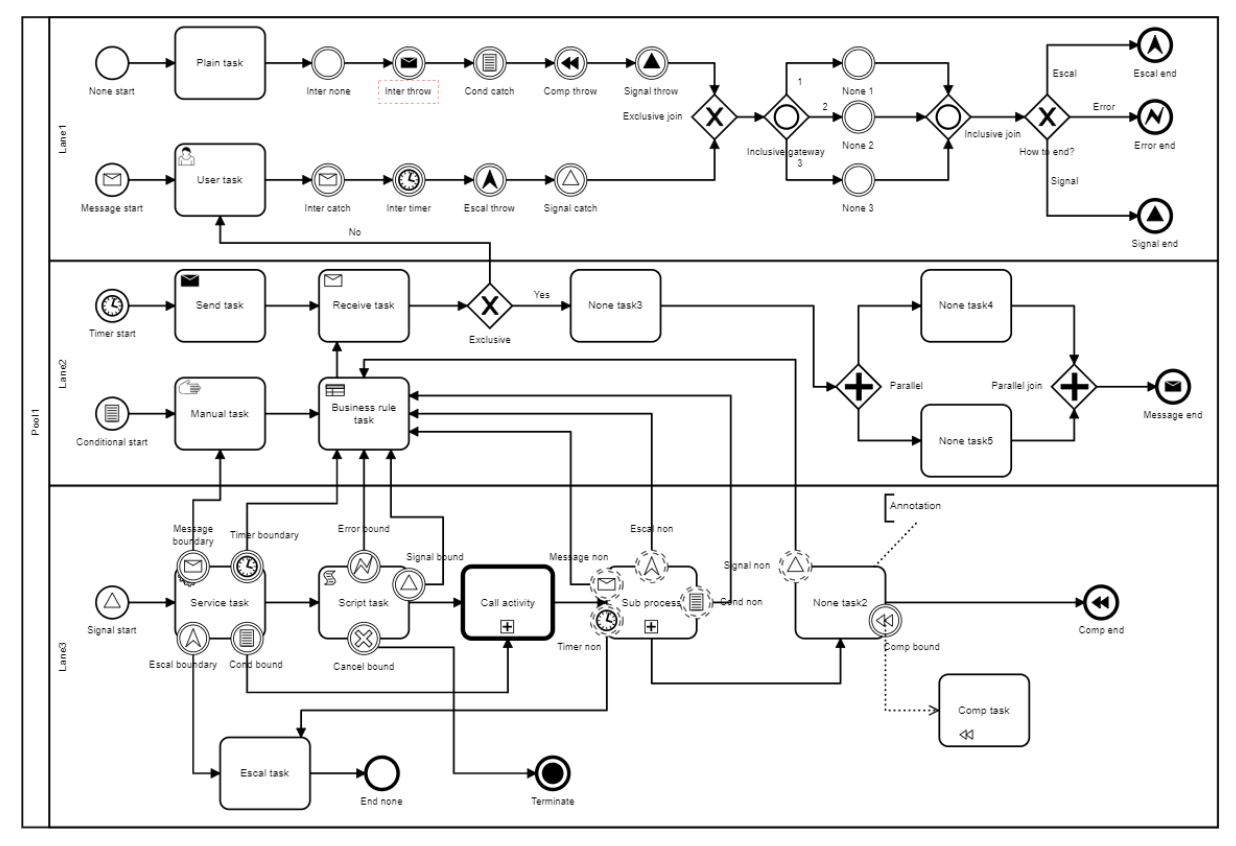 Pool1
Lane1
None start
Plain task
Inter none
Inter throw
Cond catch
Comp throw
Signal throw
Exclusive join
1
2
3
Inclusive gateway
None 1
None 2
None 3
Inclusive join
How to end?
Escal
Error
Signal
Escal end
Error end
Signal end
Message start
User task
Inter catch
Inter timer
Escal throw
Signal catch
No
Lane2
Timer start
Send task
Receive task
Exclusive
Yes
None task3
Parallel
None task4
None task5
Parallel join
Message end
Conditional start
Manual task
Business rule
task
Lane3
Signal start
Message
boundary
Timer boundary
Service task
Escal boundary
Cond bound
Error bound
Signal bound
Script task
Cancel bound
Call activity
Message non
Escal non
Sub process
Cond non
Timer non
Signal non
None task2
Annotation
Comp bound
Comp end
Comp task
Escal task
End none
Terminate